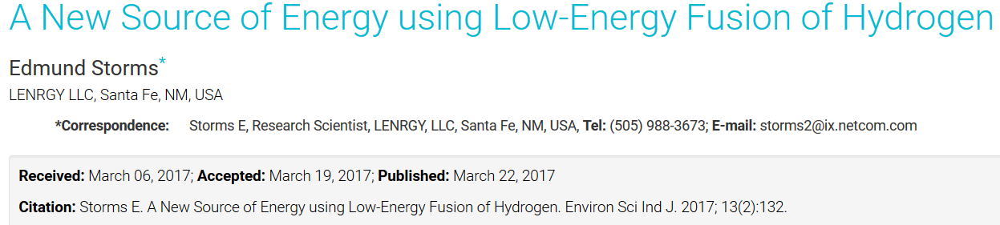 A New Source of Energy using Low-Energy Fusion of Hydrogen
Edmund Storms*
LENRGY LLC, Santa Fe, NM, USA
*Correspondence: Storms E, Research Scientist, LENRGY, LLC, Santa Fe, NM, USA, Tel: (505) 988-3673; E-mail: storms2@ix.netcom.com
Received: March 06, 2017; Accepted: March 19, 2017; Published: March 22, 2017
Citation: Storms E. A New Source of Energy using Low-Energy Fusion of Hydrogen. Environ Sci Ind J. 2017; 13(2):132.